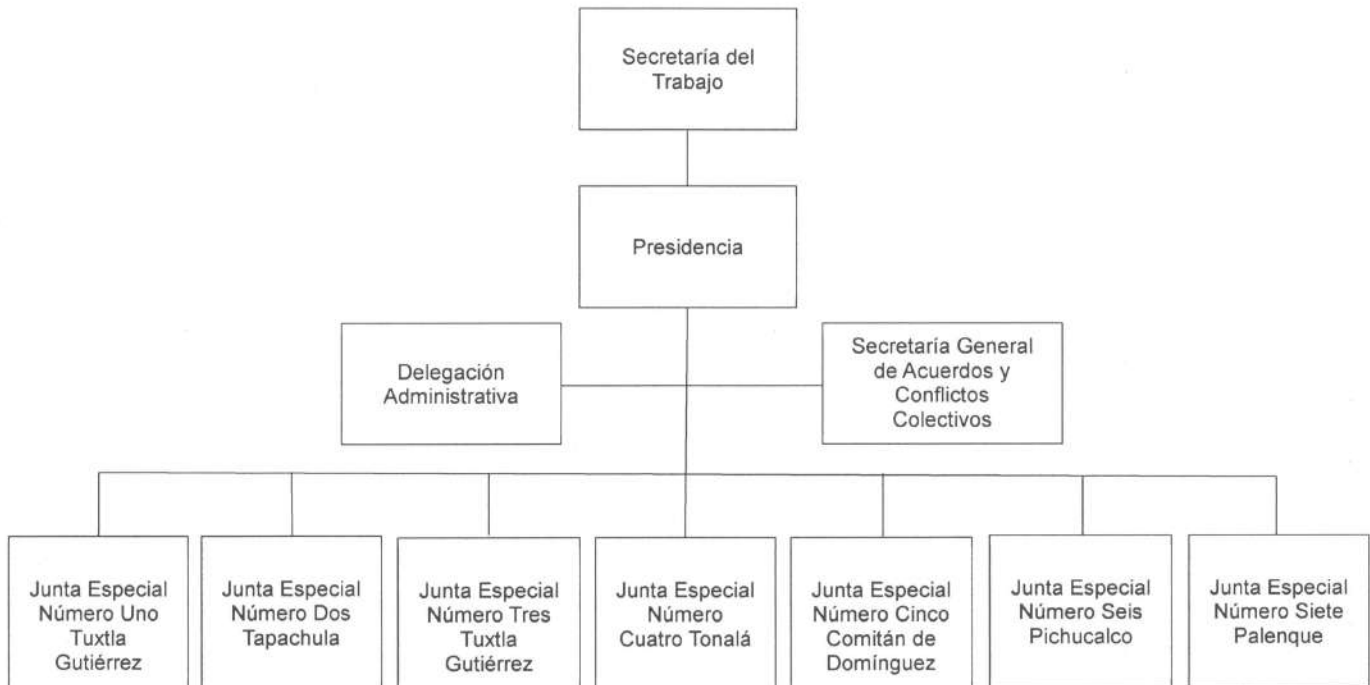 Secretaría del
Trabajo
Presidencia
Delegación
Administrativa
Secretaría General
de Acuerdos y
Conflictos
Colectivos
Junta Especial
Número Uno
Tuxtla
Gutiérrez
Junta Especial
Número Dos
Tapachula
Junta Especial
Número Tres
Tuxtla
Gutiérrez
Junta Especial
Número
Cuatro Tonalá
Junta Especial
Número Cinco
Comitán de
Domínguez
Junta Especial
Número Seis
Pichucalco
Junta Especial
Número Siete
Palenque